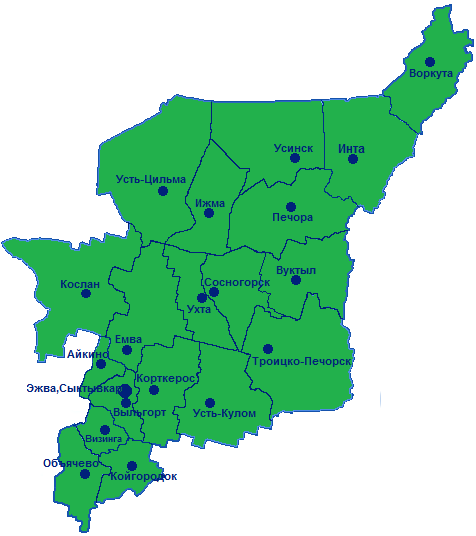 Воркута
Усинск
Инта
Усть-Цильма
Ижма
Печора
Кослан
Сосногорск
Вуктыл
Ухта
Емва
Айкино
Троицко-Печорск
Корткерос
Эжва,Сыктывкар
Выльгорт
Усть-Кулом
Визинга
Объячево
Койгородок